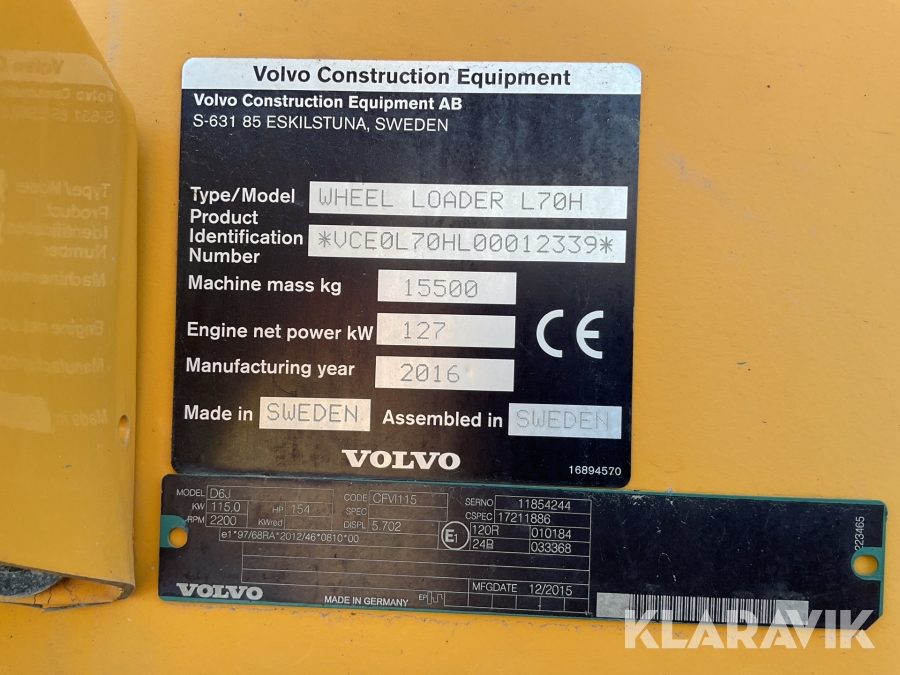 Volvo Construction Equipment
Volvo Construction Equipment AB
S-631 85 ESKILSTUNA, SWEDEN
Type/Model WHEEL LOADER L70H
Product
Identification *VCE0L70HL00012339*
Number
Machine mass kg 15500
Engine net power kW 127
CE
Manufacturing year 2016
Made in SWEDEN Assembled in SWEDEN
VOLVO
16894570
MODEL D6J CODE CFVI115 SERNO 11854244
KW 115.0 HP 154 SPEC CSPEC 17211886
RPM 2200 KWred DISPL 5.702 E1 120R 010184
e1*97/68RA*2012/46*0810*00 24R 033368
223465
MFGDATE 12/2015
VOLVO MADE IN GERMANY EP
KLARAVIK